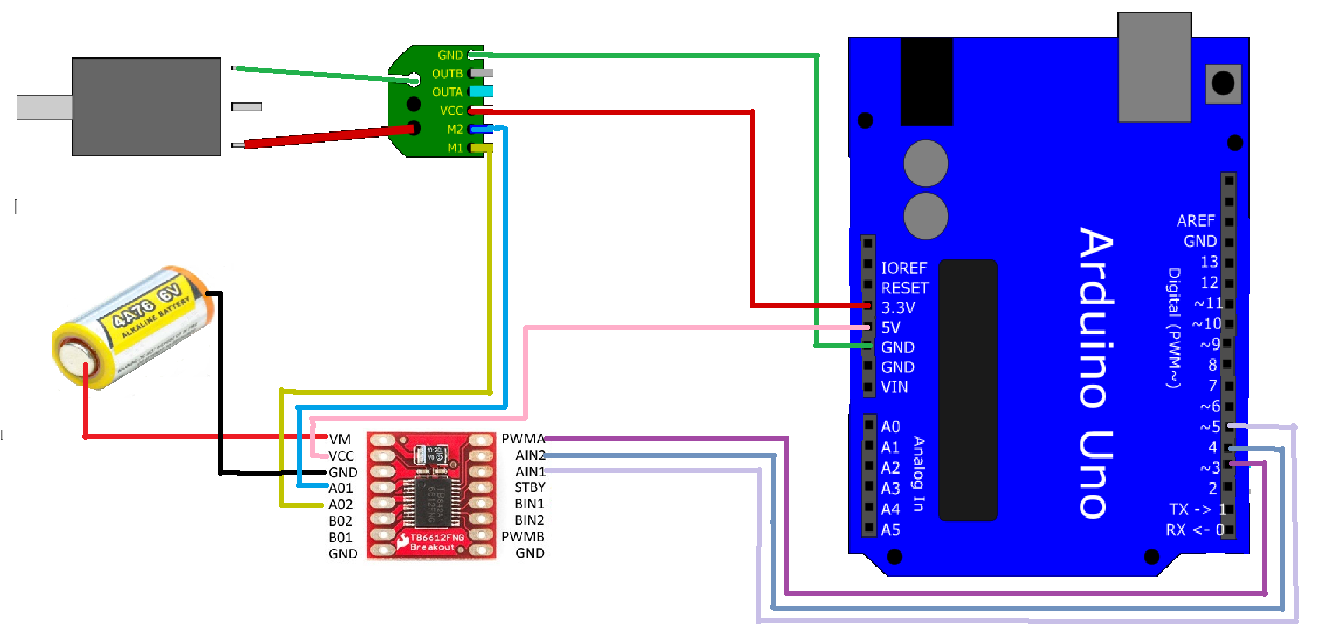 GND
OUTB
OUTA
VCC
M2
M1
4A76 6V
ALKALINE BATTERY
VM
VCC
GND
A01
A02
B02
B01
GND
TB6612FNG
Breakout
PWMA
AIN2
AIN1
STBY
BIN1
BIN2
PWMB
GND
IOREF
RESET
3.3V
5V
GND
GND
VIN
A0
A1
A2
A3
A4
A5
Analog In
Arduino Uno
Digital (PWM~)
AREF
GND
13
12
~11
~10
~9
8
7
~6
~5
4
~3
2
TX -> 1
RX <- 0